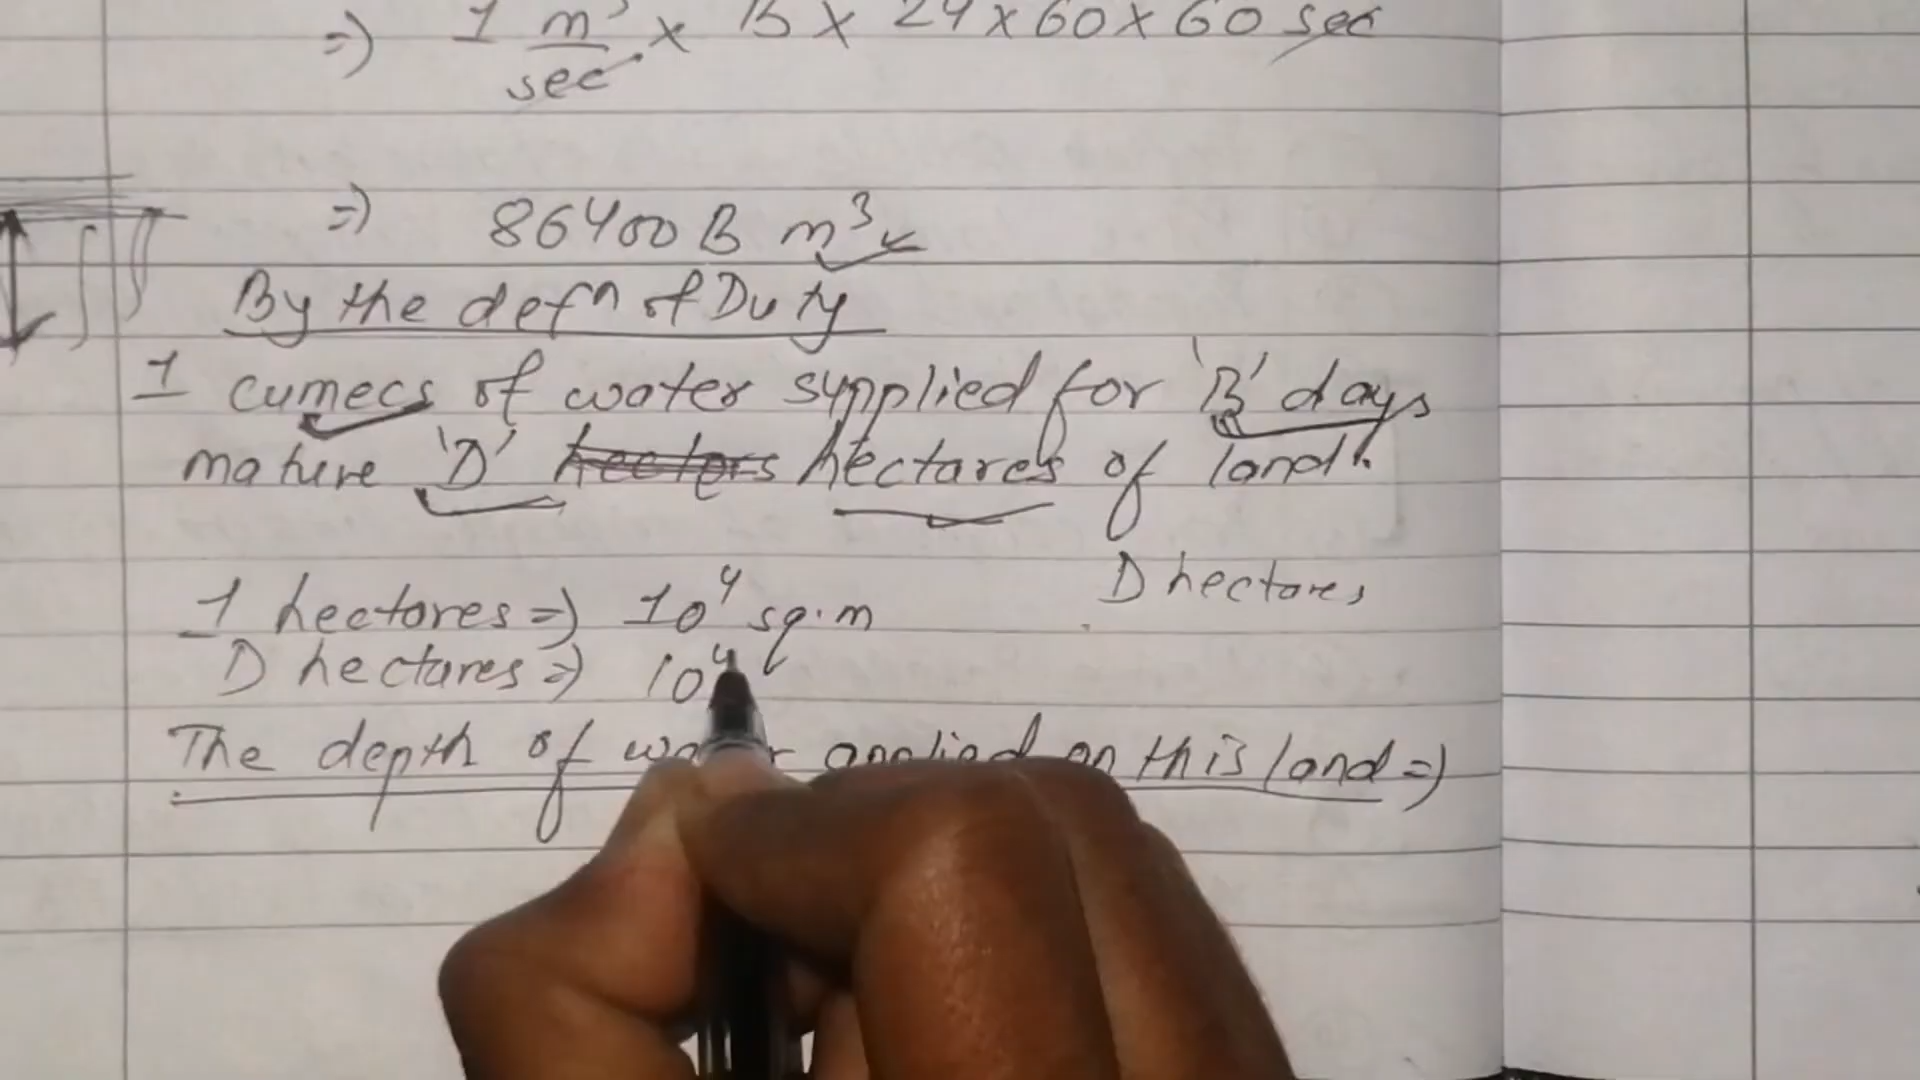 =) 1 m³/sec × B × 24×60×60 sec
=) 86400 B m³
By the defn of Duty
1 cumecs of water supplied for 'B' days
mature 'D' hectors hectares of land.
D hectares
1 hectares =) 10⁴ sq.m
D hectares =) 10⁴
The depth of applied on this land =)